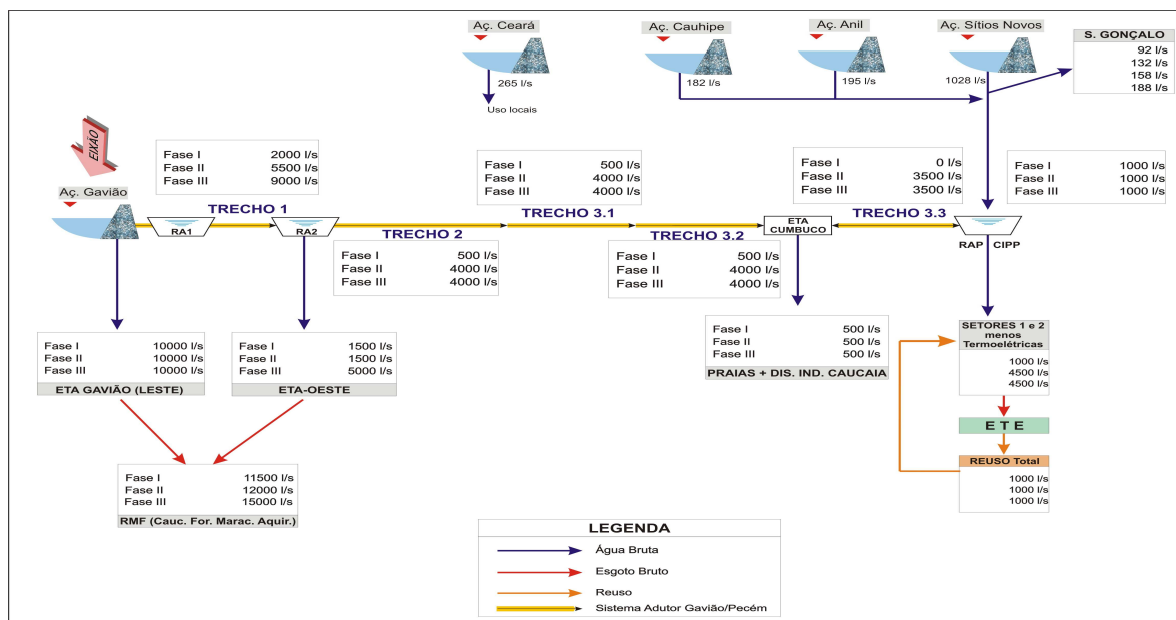 Aç. Ceará
265 l/s
Uso locais
Aç. Cauhipe
182 l/s
Aç. Anil
195 l/s
Aç. Sítios Novos
1028 l/s
S. GONÇALO
92 l/s
132 l/s
158 l/s
188 l/s
EIXÃO
Aç. Gavião
Fase I 2000 l/s
Fase II 5500 l/s
Fase III 9000 l/s
Fase I 500 l/s
Fase II 4000 l/s
Fase III 4000 l/s
Fase I 0 l/s
Fase II 3500 l/s
Fase III 3500 l/s
Fase I 1000 l/s
Fase II 1000 l/s
Fase III 1000 l/s
TRECHO 1
TRECHO 3.1
TRECHO 3.3
RA1
RA2
TRECHO 2
TRECHO 3.2
ETA
CUMBUCO
RAP CIPP
Fase I 500 l/s
Fase II 4000 l/s
Fase III 4000 l/s
Fase I 500 l/s
Fase II 4000 l/s
Fase III 4000 l/s
Fase I 10000 l/s
Fase II 10000 l/s
Fase III 10000 l/s
ETA GAVIÃO (LESTE)
Fase I 1500 l/s
Fase II 1500 l/s
Fase III 5000 l/s
ETA-OESTE
Fase I 500 l/s
Fase II 500 l/s
Fase III 500 l/s
PRAIAS + DIS. IND. CAUCAIA
SETORES 1 e 2
menos
Termoelétricas
1000 l/s
4500 l/s
4500 l/s
E T E
REUSO Total
1000 l/s
1000 l/s
1000 l/s
Fase I 11500 l/s
Fase II 12000 l/s
Fase III 15000 l/s
RMF (Cauc. For. Marac. Aquir.)
LEGENDA
Água Bruta
Esgoto Bruto
Reuso
Sistema Adutor Gavião/Pecém